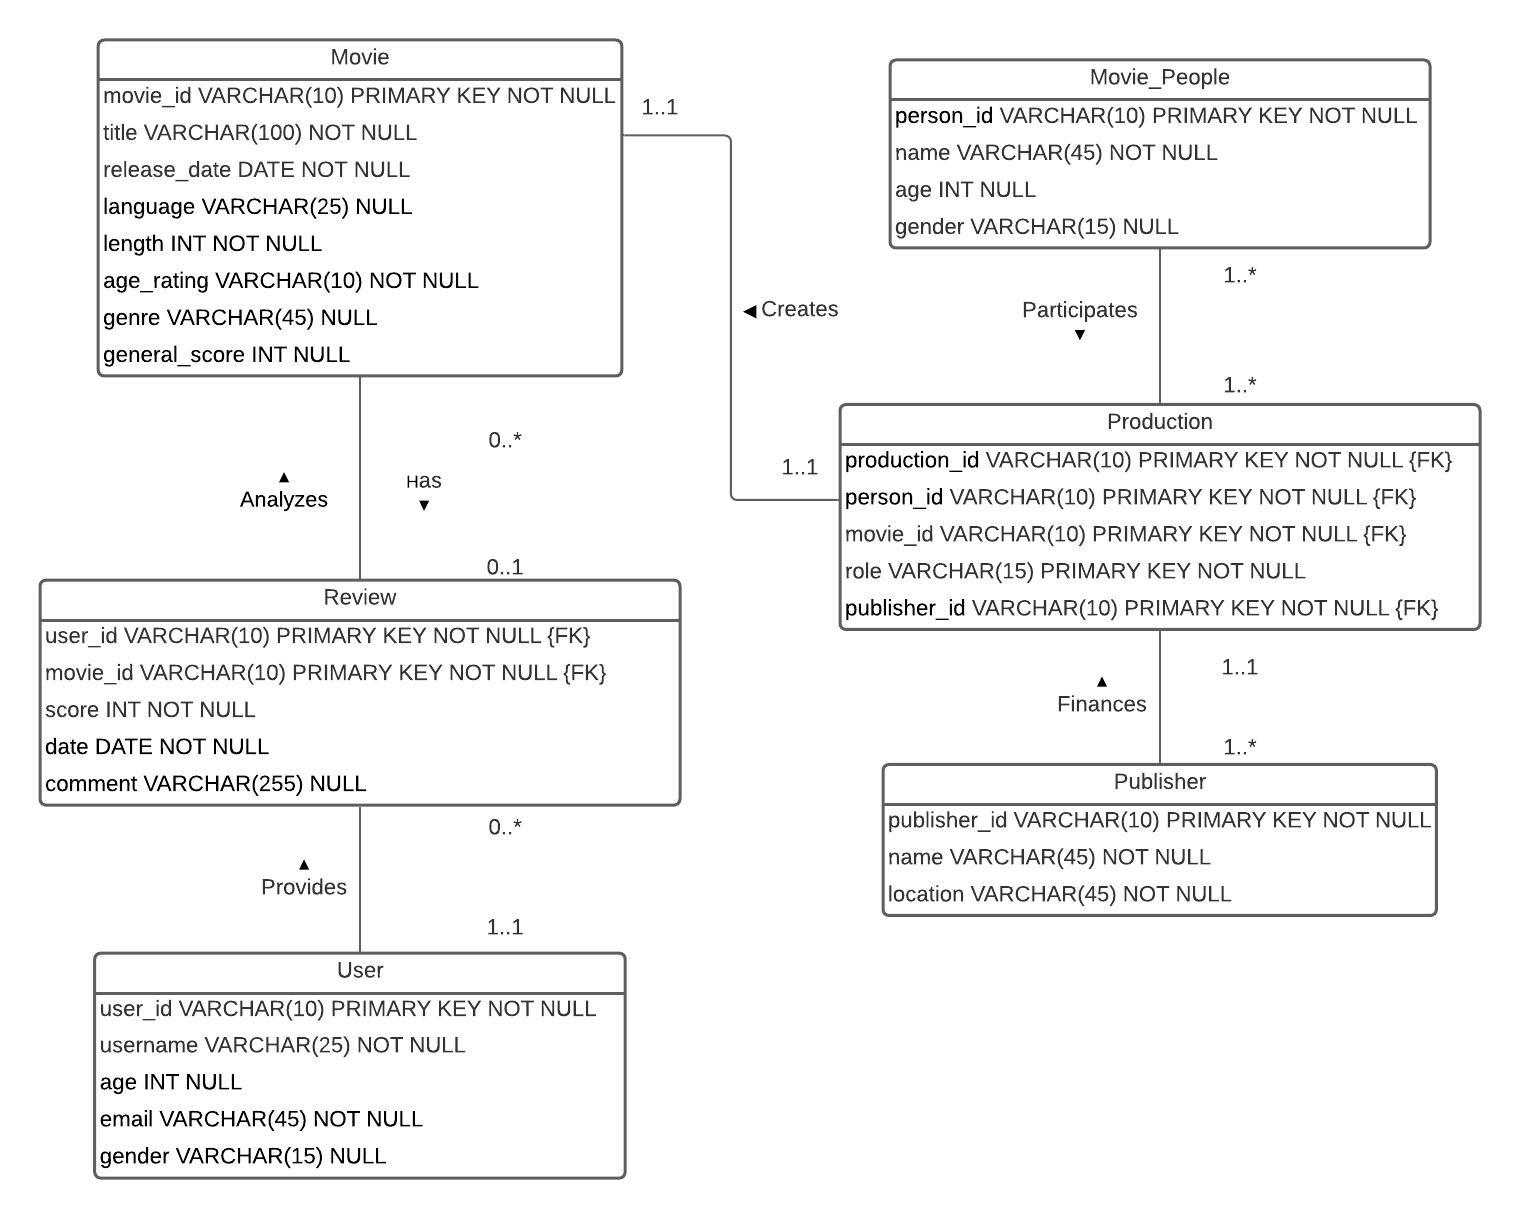 Movie
movie_id VARCHAR(10) PRIMARY KEY NOT NULL
title VARCHAR(100) NOT NULL
release_date DATE NOT NULL
language VARCHAR(25) NULL
length INT NOT NULL
age_rating VARCHAR(10) NOT NULL
genre VARCHAR(45) NULL
general_score INT NULL
1..1
◄ Creates
1..1
Movie_People
person_id VARCHAR(10) PRIMARY KEY NOT NULL
name VARCHAR(45) NOT NULL
age INT NULL
gender VARCHAR(15) NULL
1..*
Participates
▼
1..*
Production
production_id VARCHAR(10) PRIMARY KEY NOT NULL {FK}
person_id VARCHAR(10) PRIMARY KEY NOT NULL {FK}
movie_id VARCHAR(10) PRIMARY KEY NOT NULL {FK}
role VARCHAR(15) PRIMARY KEY NOT NULL
publisher_id VARCHAR(10) PRIMARY KEY NOT NULL {FK}
1..1
▲
Finances
1..*
Publisher
publisher_id VARCHAR(10) PRIMARY KEY NOT NULL
name VARCHAR(45) NOT NULL
location VARCHAR(45) NOT NULL
0..*
▲
Analyzes
Has
▼
0..1
Review
user_id VARCHAR(10) PRIMARY KEY NOT NULL {FK}
movie_id VARCHAR(10) PRIMARY KEY NOT NULL {FK}
score INT NOT NULL
date DATE NOT NULL
comment VARCHAR(255) NULL
0..*
▲
Provides
1..1
User
user_id VARCHAR(10) PRIMARY KEY NOT NULL
username VARCHAR(25) NOT NULL
age INT NULL
email VARCHAR(45) NOT NULL
gender VARCHAR(15) NULL